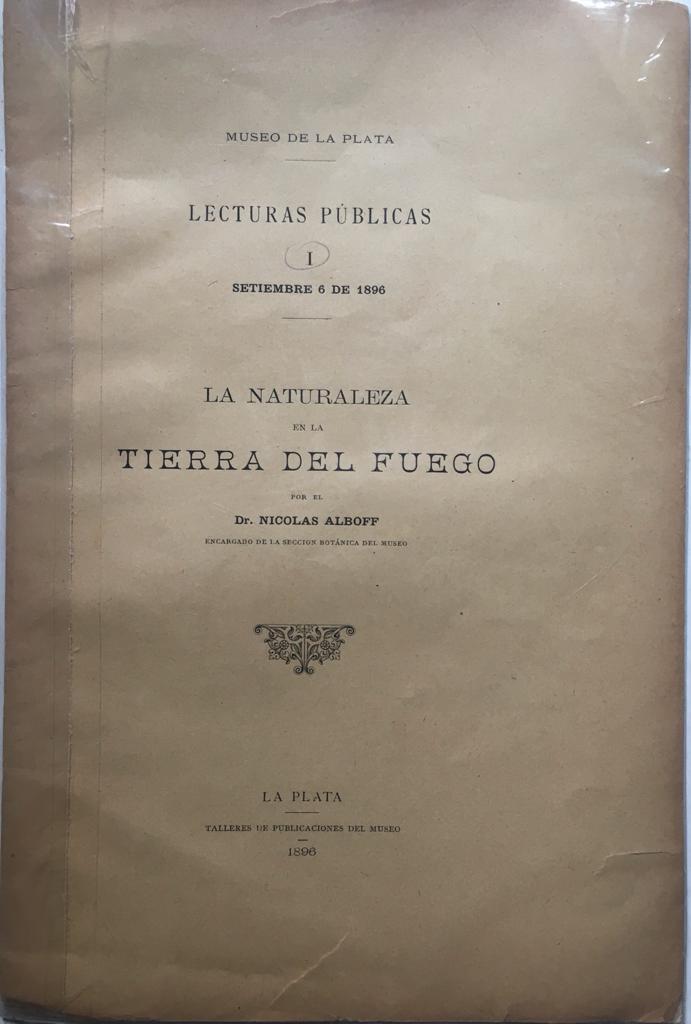 MUSEO DE LA PLATA
LECTURAS PÚBLICAS
I
SETIEMBRE 6 DE 1896
LA NATURALEZA
EN LA
TIERRA DEL FUEGO
POR EL
Dr. NICOLAS ALBOFF
ENCARGADO DE LA SECCION BOTÁNICA DEL MUSEO
LA PLATA
TALLERES DE PUBLICACIONES DEL MUSEO
1896